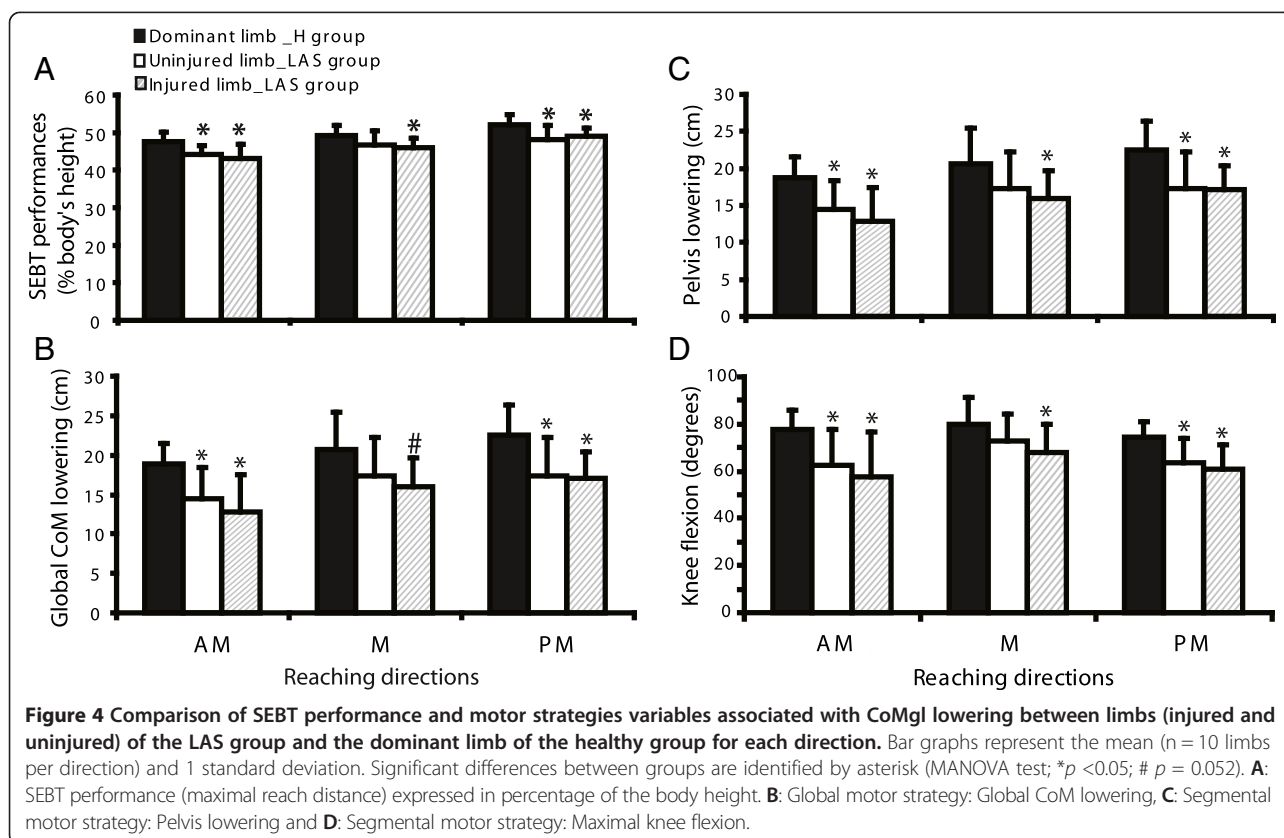 ■Dominant limb _H group
□Uninjured limb_LAS group
Injured limb_LAS group
A
SEBT performances
(% body's height)
60
50
40
30
20
10
0
* * * * *
C
Pelvis lowering (cm)
30
25
20
15
10
5
0
* * * * *
B
Global CoM lowering (cm)
30
25
20
15
10
5
0
* * # * *
AM M PM
Reaching directions
D
Knee flexion (degrees)
100
80
60
40
20
0
* * * * *
AM M PM
Reaching directions
Figure 4 Comparison of SEBT performance and motor strategies variables associated with CoMgl lowering between limbs (injured and
uninjured) of the LAS group and the dominant limb of the healthy group for each direction. Bar graphs represent the mean (n = 10 limbs
per direction) and 1 standard deviation. Significant differences between groups are identified by asterisk (MANOVA test; *p <0.05; # p = 0.052). A:
SEBT performance (maximal reach distance) expressed in percentage of the body height. B: Global motor strategy: Global CoM lowering, C: Segmental
motor strategy: Pelvis lowering and D: Segmental motor strategy: Maximal knee flexion.